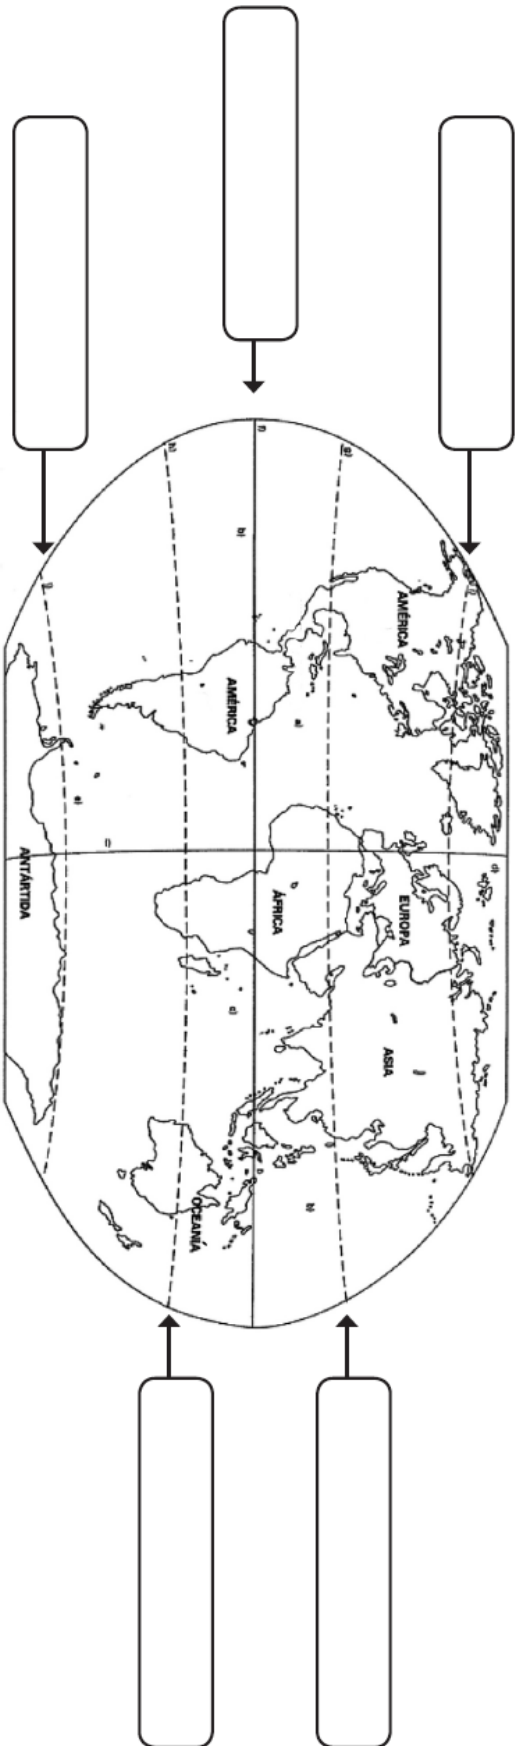 d)
AMÉRICA
EUROPA
ASIA
g)
b)
a)
ÁFRICA
f)
b)
AMÉRICA
c)
OCEANÍA
h)
i)
e)
ANTÁRTIDA